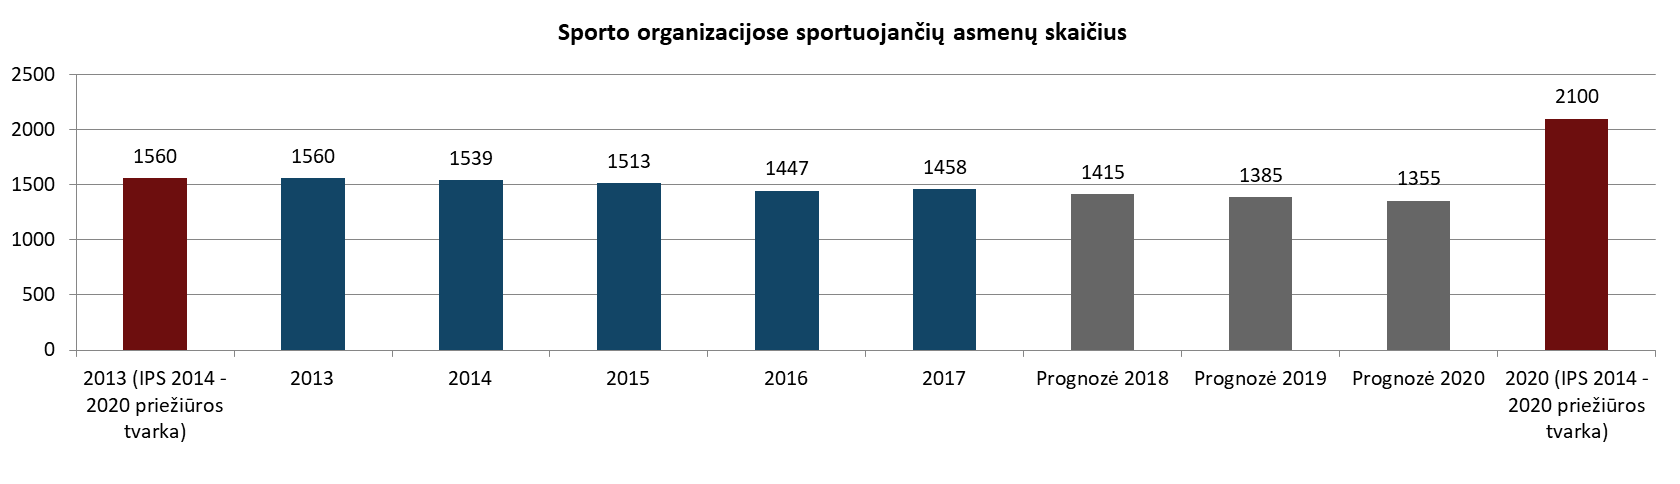 Sporto organizacijose sportuojančių asmenų skaičius
2500
2000
1500
1000
500
0
1560
1560
1539
1513
1447
1458
1415
1385
1355
2100
2013 (IPS 2014 -
2020 priežiūros
tvarka)
2013
2014
2015
2016
2017
Prognozė 2018
Prognozė 2019
Prognozė 2020
2020 (IPS 2014 -
2020 priežiūros
tvarka)